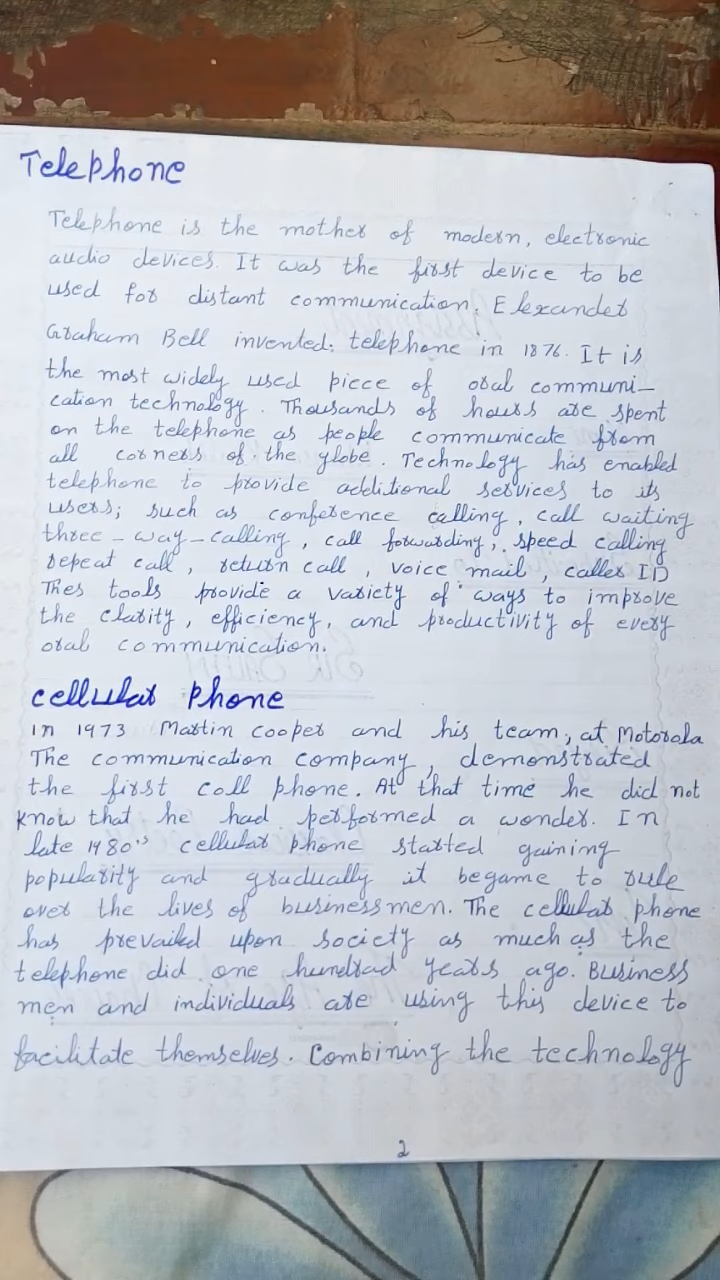 Telephone
Telephone is the mother of modern, electronic
audio devices. It was the first device to be
used for distant communication. Elexander
Graham Bell invented. telephone in 1876. It is
the most widely used piece of oral communi-
cation technology. Thousands of hours are spent
on the telephone as people communicate from
all corners of the globe. Technology has enabled
telephone to provide additional services to its
users; such as conference calling, call waiting
three-way-calling, call forwarding, speed calling
repeat call, return call, voice mail, caller ID
Thes tools provide a variety of ways to improve
the clarity, efficiency, and productivity of every
oral communication.
cellular phone
in 1973 Martin cooper and his team, at Motorola
The communication company, demonstrated
the first coll phone. At that time he did not
know that he had performed a wonder. In
late 1980's cellular phone started gaining
popularity and gradually it begame to rule
over the lives of businessmen. The cellular phone
has prevailed upon society as much as the
telephone did one hundrad years ago. Business
men and individuals are using this device to
facilitate themselves. Combining the technology
2